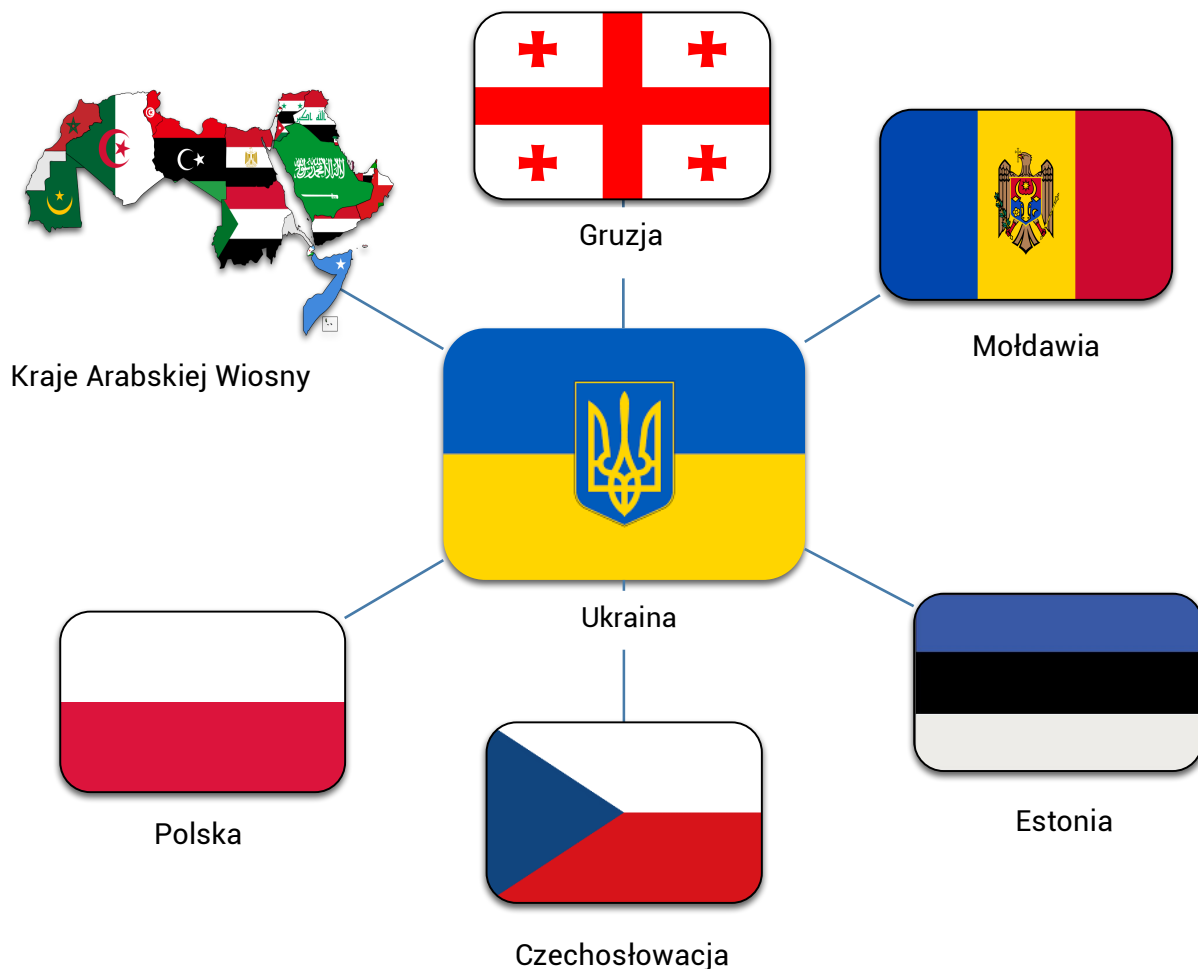 Gruzja
Mołdawia
Kraje Arabskiej Wiosny
Ukraina
Estonia
Polska
Czechosłowacja